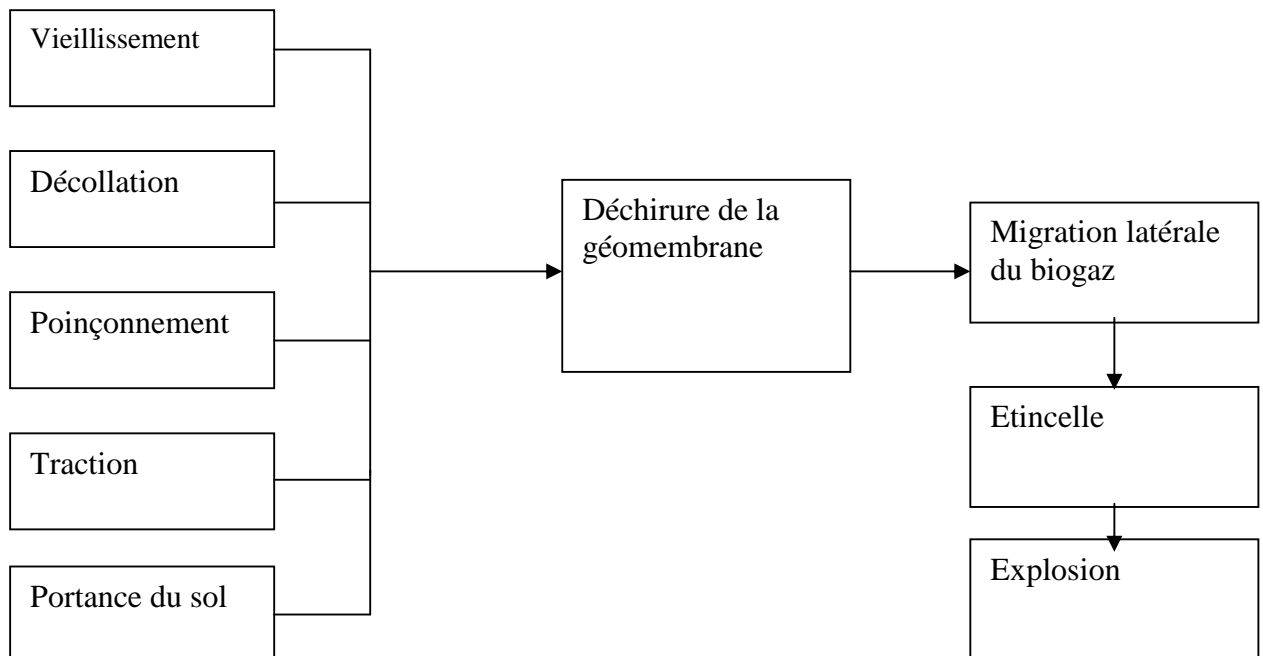 Vieillissement
Décollation
Poinçonnement
Traction
Portance du sol
Déchirure de la
géomembrane
Migration latérale
du biogaz
Etincelle
Explosion